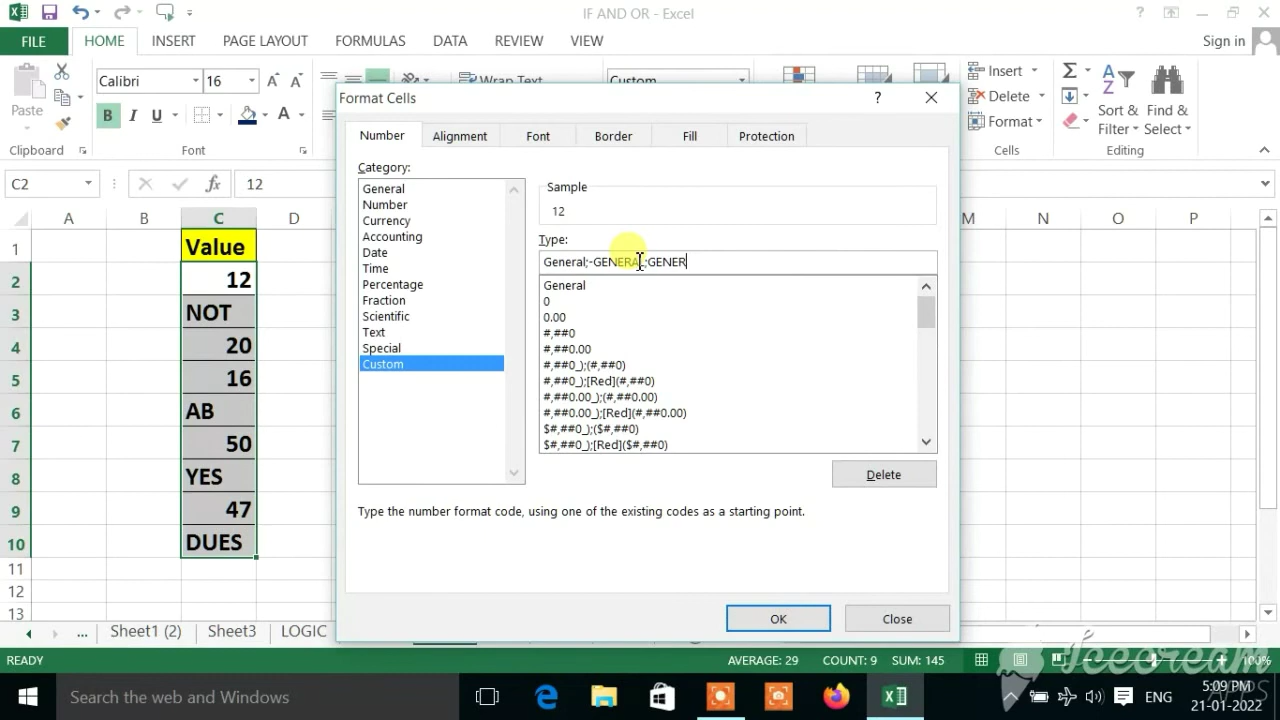 IF AND OR - Excel
FILE HOME INSERT PAGE LAYOUT FORMULAS DATA REVIEW VIEW Sign in
Calibri 16 Wrap Text Custom Insert
Paste B I U A Delete Sort & Find &
Format Filter Select
Clipboard Font Cells Editing
C2 fx 12
Format Cells
Number Alignment Font Border Fill Protection
Category:
General
Number
Currency
Accounting
Date
Time
Percentage
Fraction
Scientific
Text
Special
Custom
Sample
12
Type:
General;-GENERAL;GENER
General
0
0.00
#,##0
#,##0.00
#,##0_);(#,##0)
#,##0_);[Red](#,##0)
#,##0.00_);(#,##0.00)
#,##0.00_);[Red](#,##0.00)
$#,##0_);($#,##0)
$#,##0_);[Red]($#,##0)
Delete
Type the number format code, using one of the existing codes as a starting point.
OK Close
A B C D M N O P
1 Value
2 12
3 NOT
4 20
5 16
6 AB
7 50
8 YES
9 47
10 DUES
11
12
13
... Sheet1 (2) Sheet3 LOGIC
READY AVERAGE: 29 COUNT: 9 SUM: 145 100%
Icecream
APPS
Search the web and Windows ENG 5:09 PM
21-01-2022